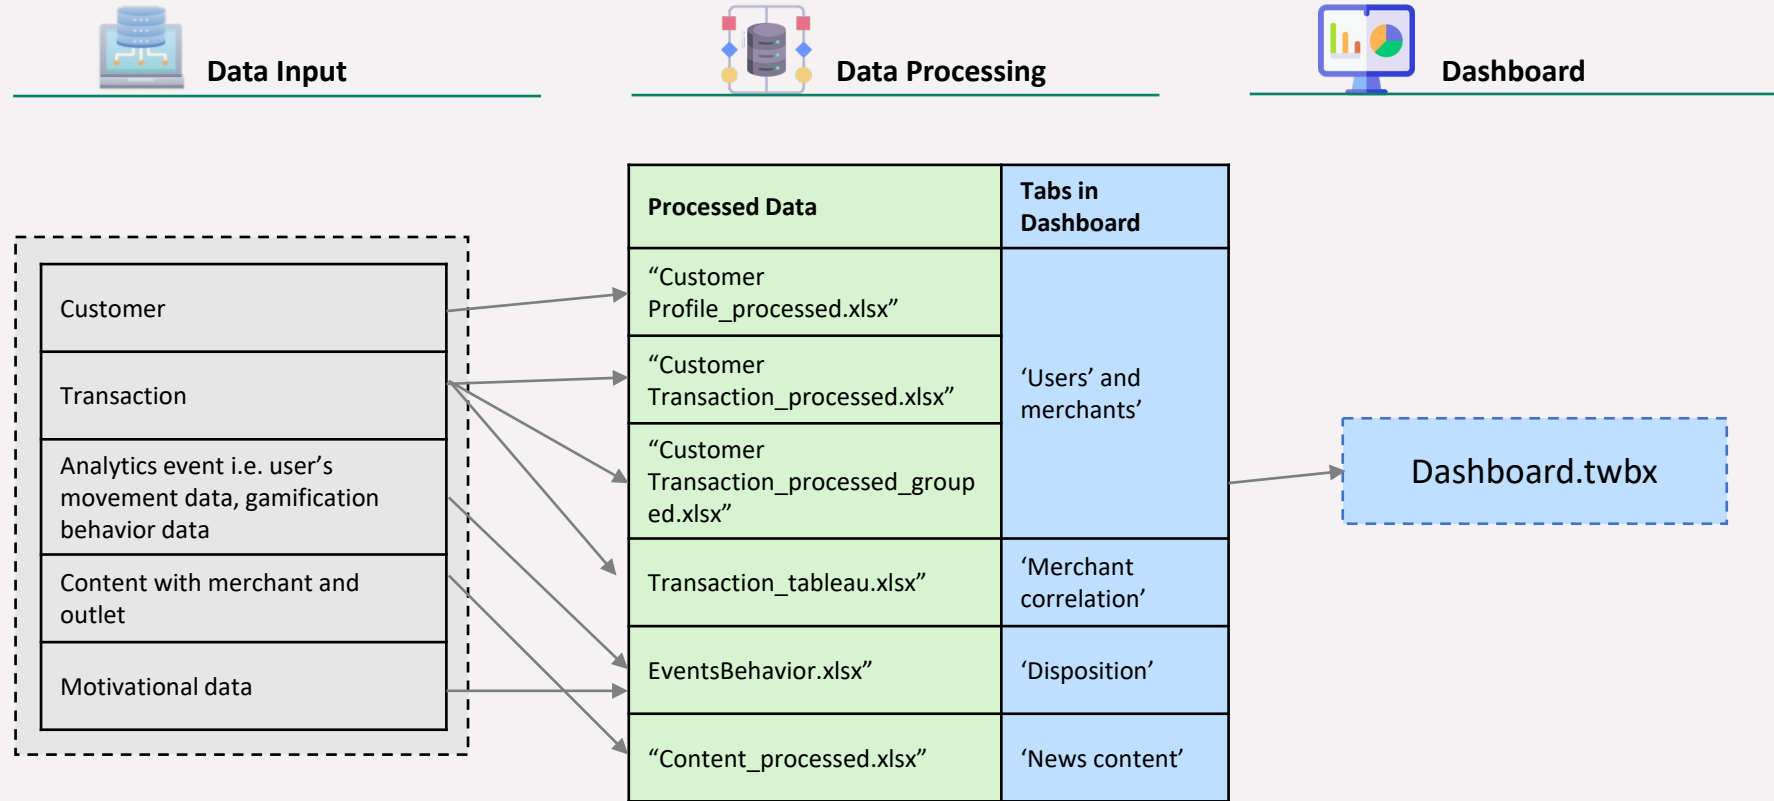 Data Input
Data Processing
Dashboard
Processed Data
Tabs in
Dashboard
Customer
Transaction
Analytics event i.e. user’s
movement data, gamification
behavior data
Content with merchant and
outlet
Motivational data
“Customer
Profile_processed.xlsx”
“Customer
Transaction_processed.xlsx”
“Customer
Transaction_processed_group
ed.xlsx”
Transaction_tableau.xlsx”
EventsBehavior.xlsx”
“Content_processed.xlsx”
‘Users’ and
merchants’
‘Merchant
correlation’
‘Disposition’
‘News content’
Dashboard.twbx